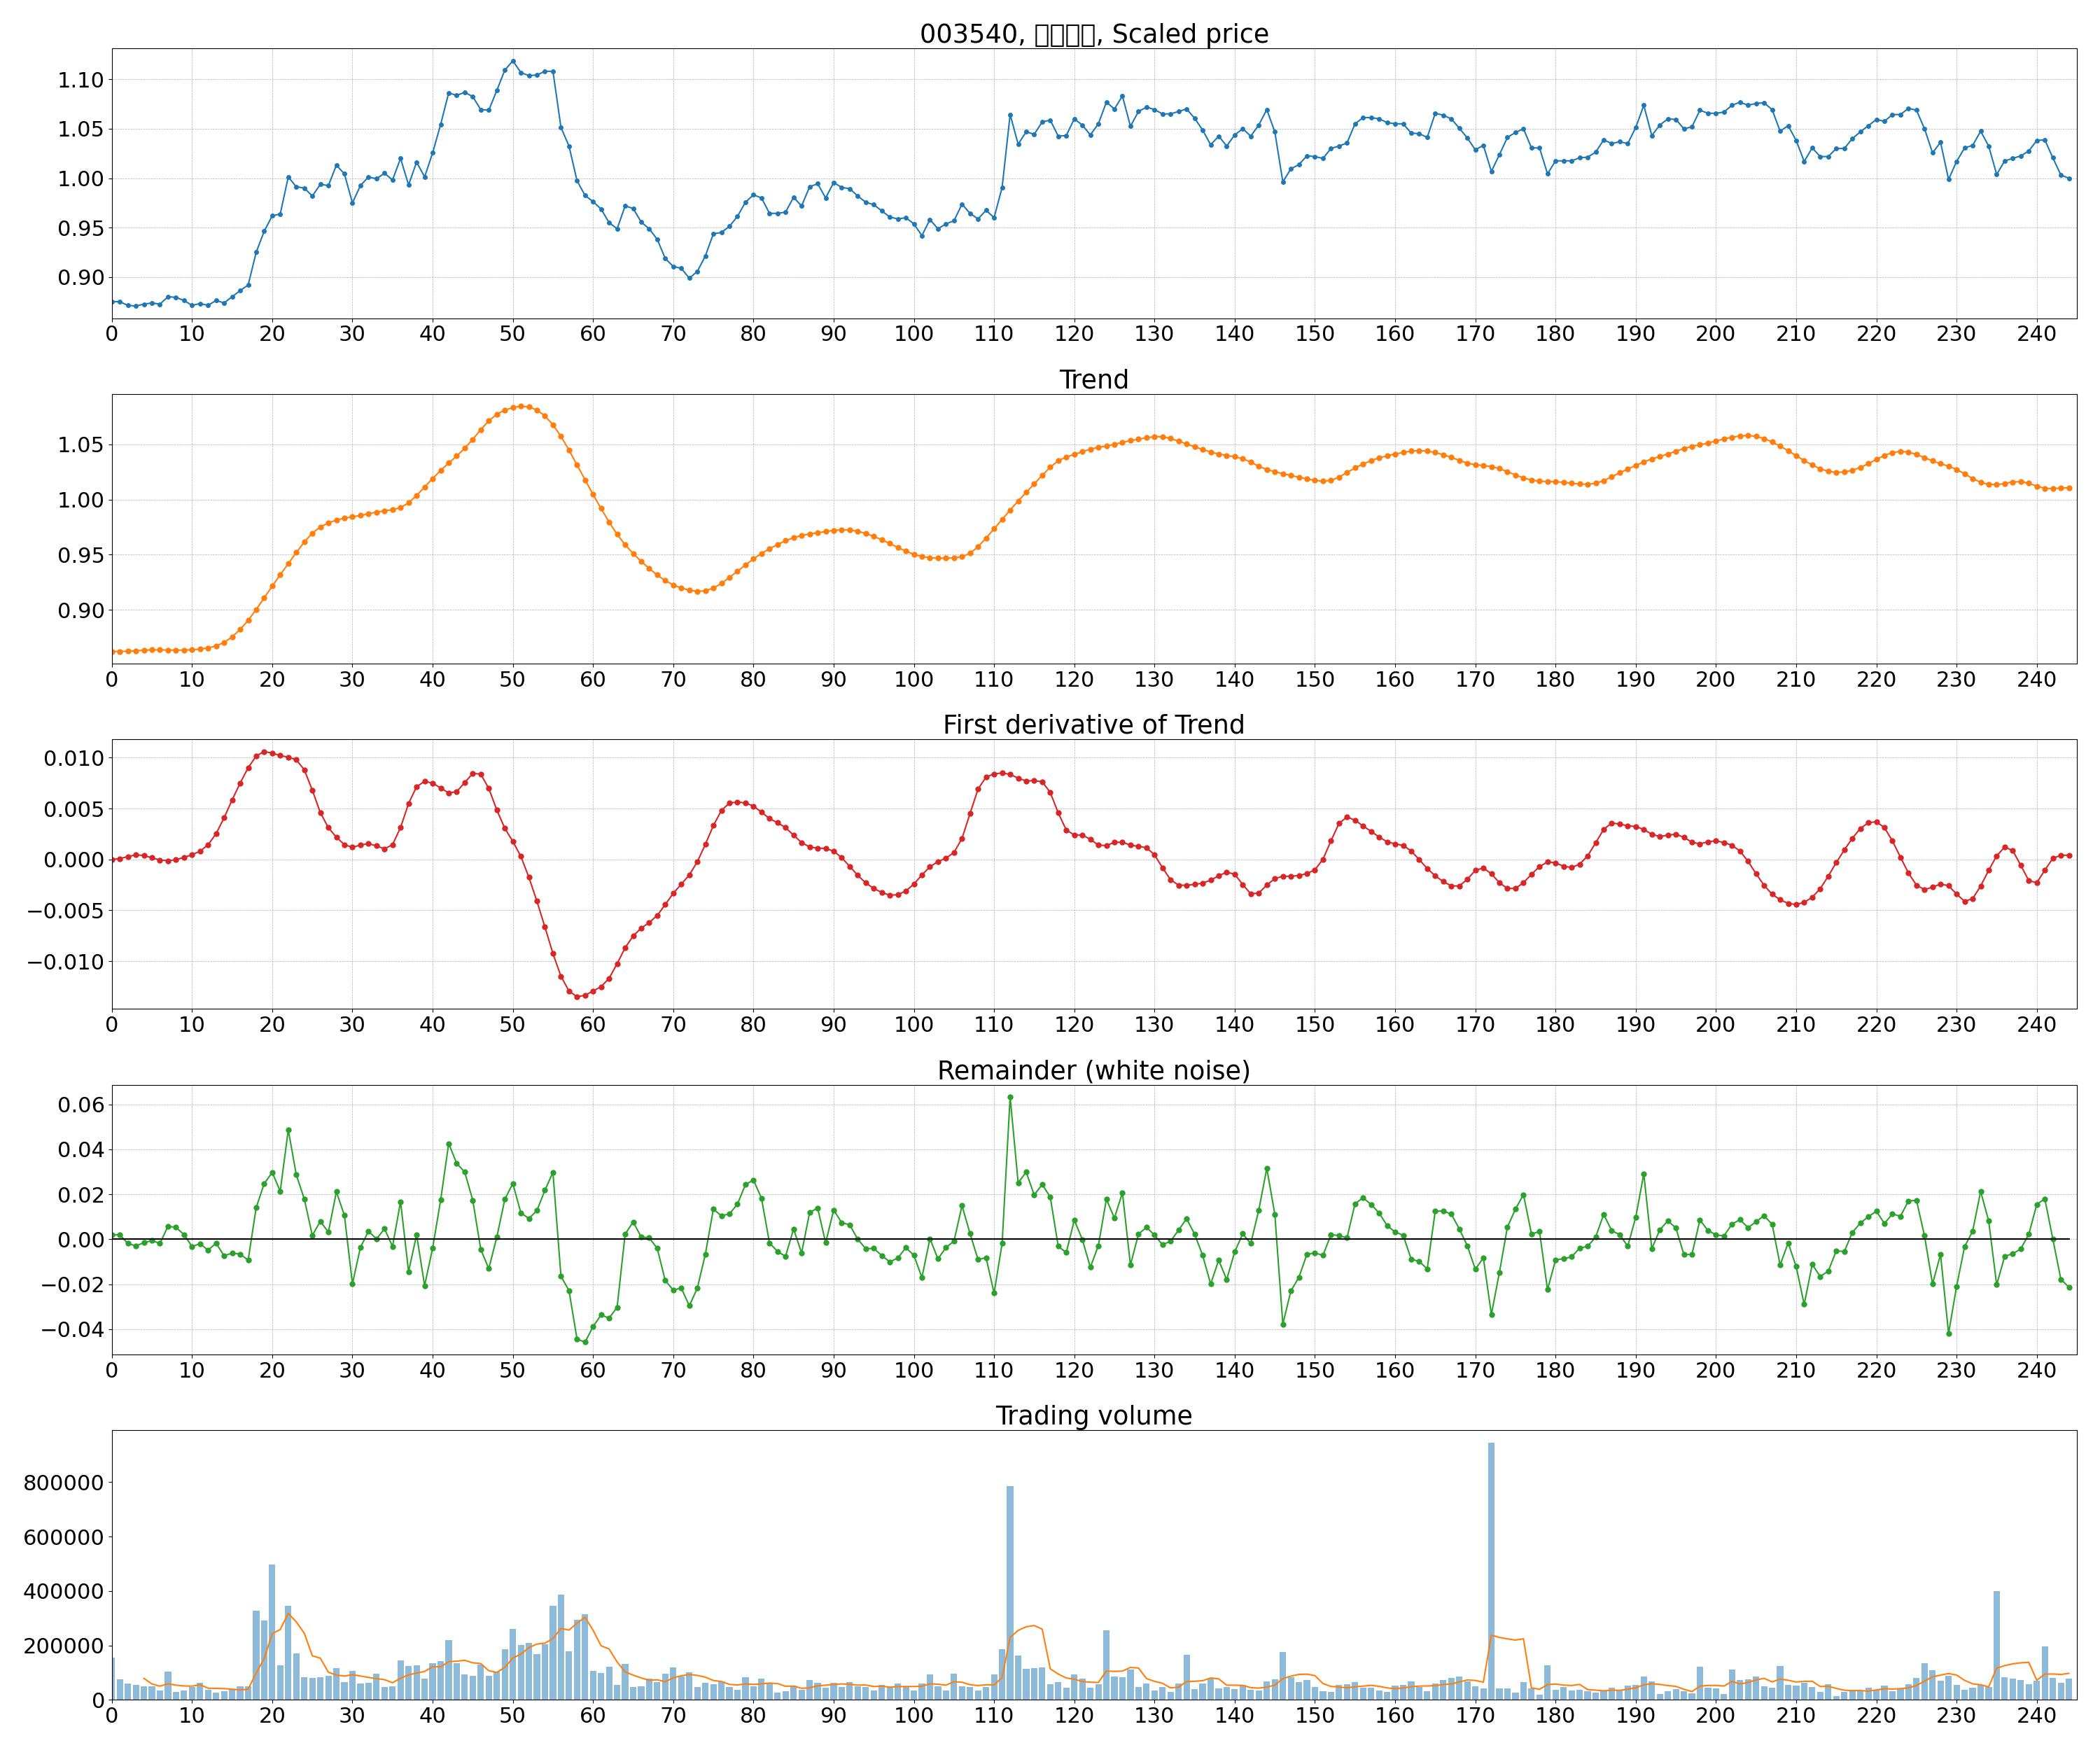 003540, □□□□, Scaled price
1.10
1.05
1.00
0.95
0.90
0 10 20 30 40 50 60 70 80 90 100 110 120 130 140 150 160 170 180 190 200 210 220 230 240
Trend
1.05
1.00
0.95
0.90
0 10 20 30 40 50 60 70 80 90 100 110 120 130 140 150 160 170 180 190 200 210 220 230 240
First derivative of Trend
0.010
0.005
0.000
−0.005
−0.010
0 10 20 30 40 50 60 70 80 90 100 110 120 130 140 150 160 170 180 190 200 210 220 230 240
Remainder (white noise)
0.06
0.04
0.02
0.00
−0.02
−0.04
0 10 20 30 40 50 60 70 80 90 100 110 120 130 140 150 160 170 180 190 200 210 220 230 240
Trading volume
800000
600000
400000
200000
0
0 10 20 30 40 50 60 70 80 90 100 110 120 130 140 150 160 170 180 190 200 210 220 230 240